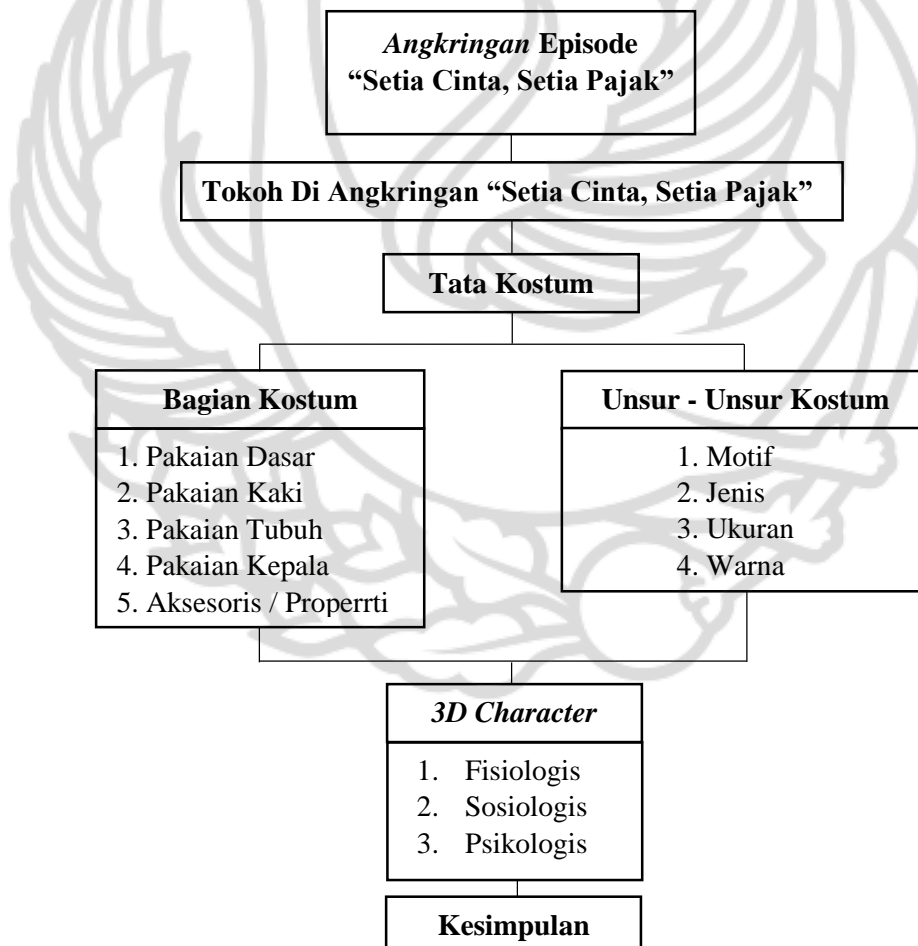 Angkringan Episode
“Setia Cinta, Setia Pajak”
Tokoh Di Angkringan “Setia Cinta, Setia Pajak”
Tata Kostum
Bagian Kostum
1. Pakaian Dasar
2. Pakaian Kaki
3. Pakaian Tubuh
4. Pakaian Kepala
5. Aksesoris / Properrti
Unsur - Unsur Kostum
1. Motif
2. Jenis
3. Ukuran
4. Warna
3D Character
1. Fisiologis
2. Sosiologis
3. Psikologis
Kesimpulan